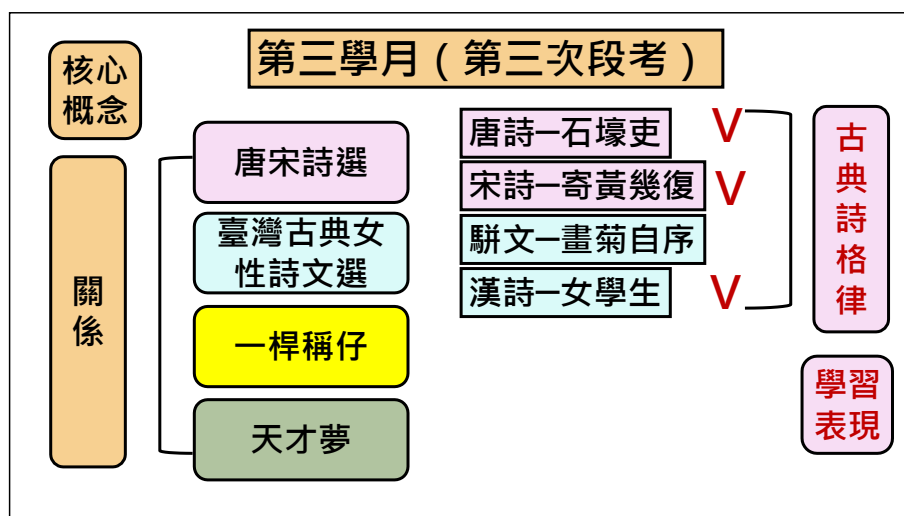 核心
概念
第三學月（第三次段考）
關係
唐宋詩選
臺灣古典女
性詩文選
一桿稱仔
天才夢
唐詩─石壕吏 V
宋詩─寄黃幾復 V
駢文─畫菊自序
漢詩─女學生 V
古典詩格律
學習
表現